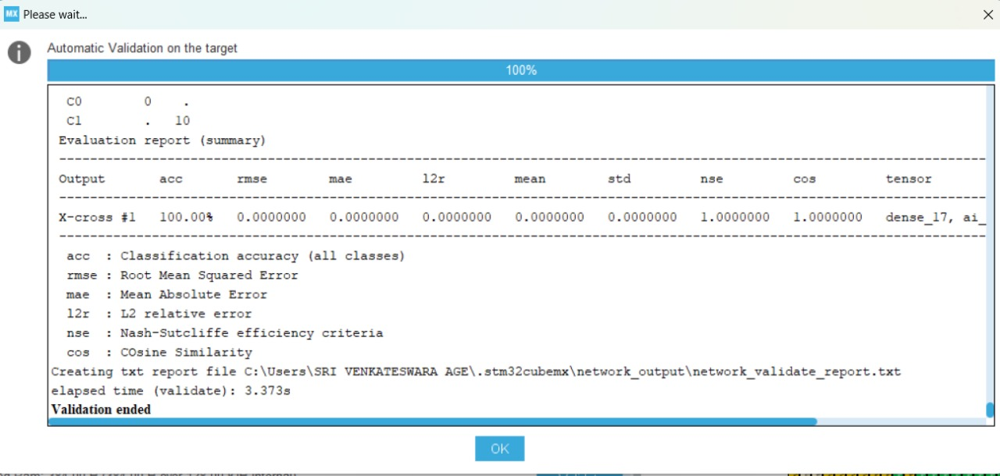 MX Please wait...
Automatic Validation on the target
100%
C0 0 .
C1 . 10
Evaluation report (summary)
--------------------------------------------------------------------------------
Output acc rmse mae l2r mean std nse cos tensor
--------------------------------------------------------------------------------
X-cross #1 100.00% 0.0000000 0.0000000 0.0000000 0.0000000 0.0000000 1.0000000 1.0000000 dense_17, ai_
--------------------------------------------------------------------------------
acc : Classification accuracy (all classes)
rmse : Root Mean Squared Error
mae : Mean Absolute Error
l2r : L2 relative error
nse : Nash-Sutcliffe efficiency criteria
cos : COsine Similarity
Creating txt report file C:\Users\SRI VENKATESWARA AGE\.stm32cubemx\network_output\network_validate_report.txt
elapsed time (validate): 3.373s
Validation ended
OK